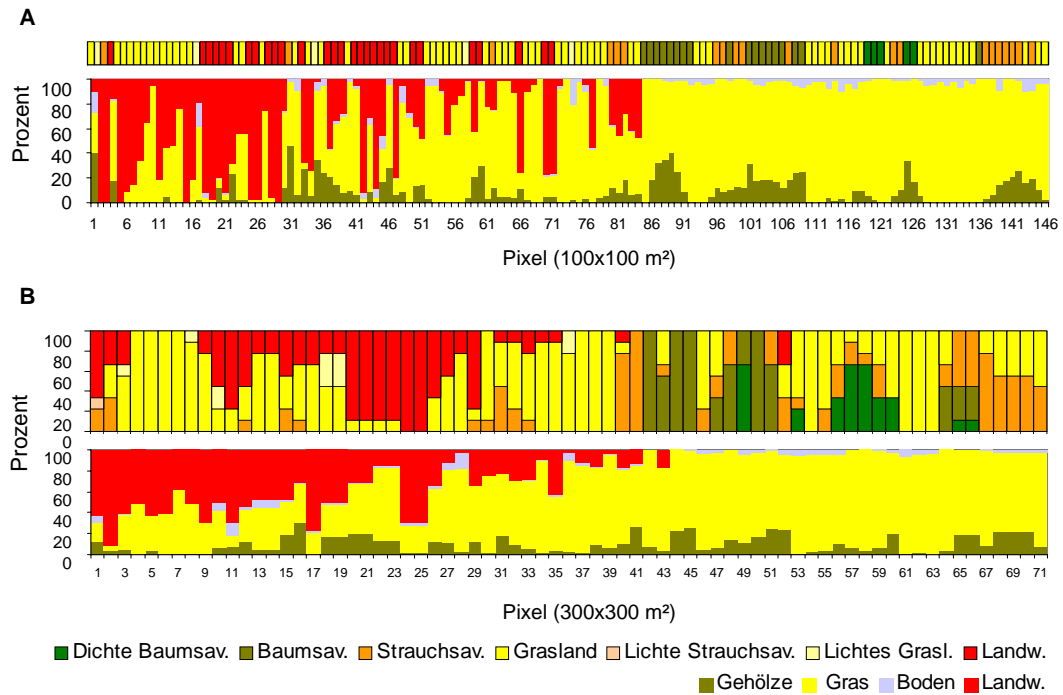 A
100
80
60
40
20
0
Prozent
1 6 11 16 21 26 31 36 41 46 51 56 61 66 71 76 81 86 91 96 101 106 111 116 121 126 131 136 141 146
Pixel (100x100 m²)
B
100
80
60
40
20
0
Prozent
100
80
60
40
20
0
1 3 5 7 9 11 13 15 17 19 21 23 25 27 29 31 33 35 37 39 41 43 45 47 49 51 53 55 57 59 61 63 65 67 69 71
Pixel (300x300 m²)
Dichte Baumsav. Baumsav. Strauchsav. Grasland Lichte Strauchsav. Lichtes Grasl. Landw.
Gehölze Gras Boden Landw.